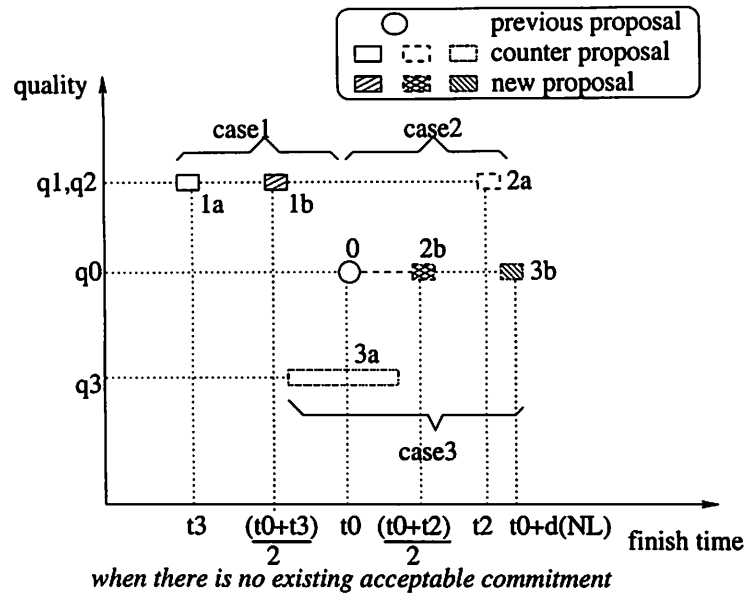 previous proposal
counter proposal
new proposal
quality
case1 case2
q1,q2
1a 1b 2a
0 2b
q0 3b
3a
q3
case3
t3 (t0+t3)/2 t0 (t0+t2)/2 t2 t0+d(NL)
finish time
when there is no existing acceptable commitment